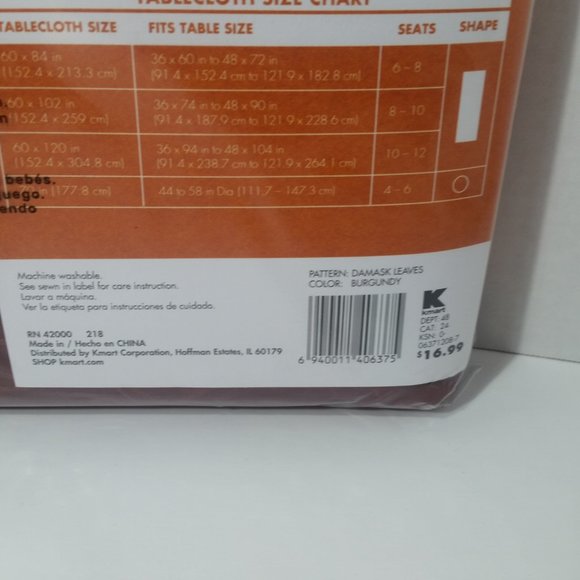 TABLECLOTH SIZE CHART
TABLECLOTH SIZE FITS TABLE SIZE SEATS SHAPE
60 x 84 in 36 x 60 in to 48 x 72 in 6 – 8
(152.4 x 213.3 cm) (91.4 x 152.4 cm to 121.9 x 182.8 cm)
60 x 102 in 36 x 74 in to 48 x 90 in 8 – 10
(152.4 x 259 cm) (91.4 x 187.9 cm to 121.9 x 228.6 cm)
60 x 120 in 36 x 94 in to 48 x 104 in 10 – 12
(152.4 x 304.8 cm) (91.4 x 238.7 cm to 121.9 x 264.1 cm)
bebés.
(177.8 cm) 44 to 58 in Dia (111.7 – 147.3 cm) 4 – 6
Machine washable.
See sewn in label for care instruction.
Lavar a máquina.
Ver la etiqueta para instrucciones de cuidado.
RN 42000 218
Made in / Hecho en CHINA
Distributed by Kmart Corporation, Hoffman Estates, IL 60179
SHOP kmart.com
PATTERN: DAMASK LEAVES
COLOR: BURGUNDY
6 940011 406375
K
kmart
DEPT: 48
CAT: 24
KSN: 0-
06371208-7
$16.99